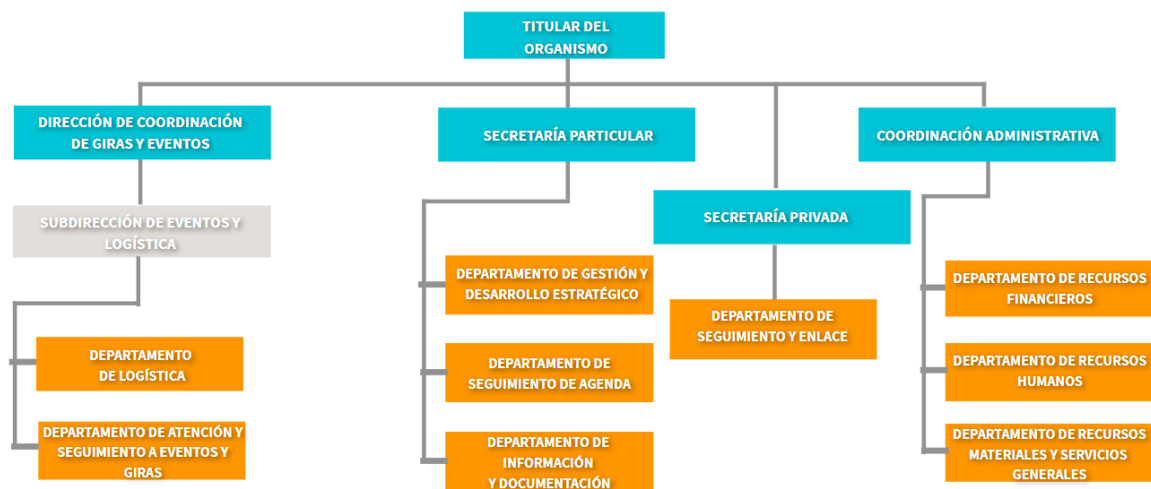 TITULAR DEL
ORGANISMO
DIRECCIÓN DE COORDINACIÓN
DE GIRAS Y EVENTOS
SUBDIRECCIÓN DE EVENTOS Y
LOGÍSTICA
DEPARTAMENTO
DE LOGÍSTICA
DEPARTAMENTO DE ATENCIÓN Y
SEGUIMIENTO A EVENTOS Y
GIRAS
SECRETARÍA PARTICULAR
DEPARTAMENTO DE GESTIÓN Y
DESARROLLO ESTRATÉGICO
DEPARTAMENTO DE
SEGUIMIENTO DE AGENDA
DEPARTAMENTO DE
INFORMACIÓN
Y DOCUMENTACIÓN
SECRETARÍA PRIVADA
DEPARTAMENTO DE
SEGUIMIENTO Y ENLACE
COORDINACIÓN ADMINISTRATIVA
DEPARTAMENTO DE RECURSOS
FINANCIEROS
DEPARTAMENTO DE RECURSOS
HUMANOS
DEPARTAMENTO DE RECURSOS
MATERIALES Y SERVICIOS
GENERALES